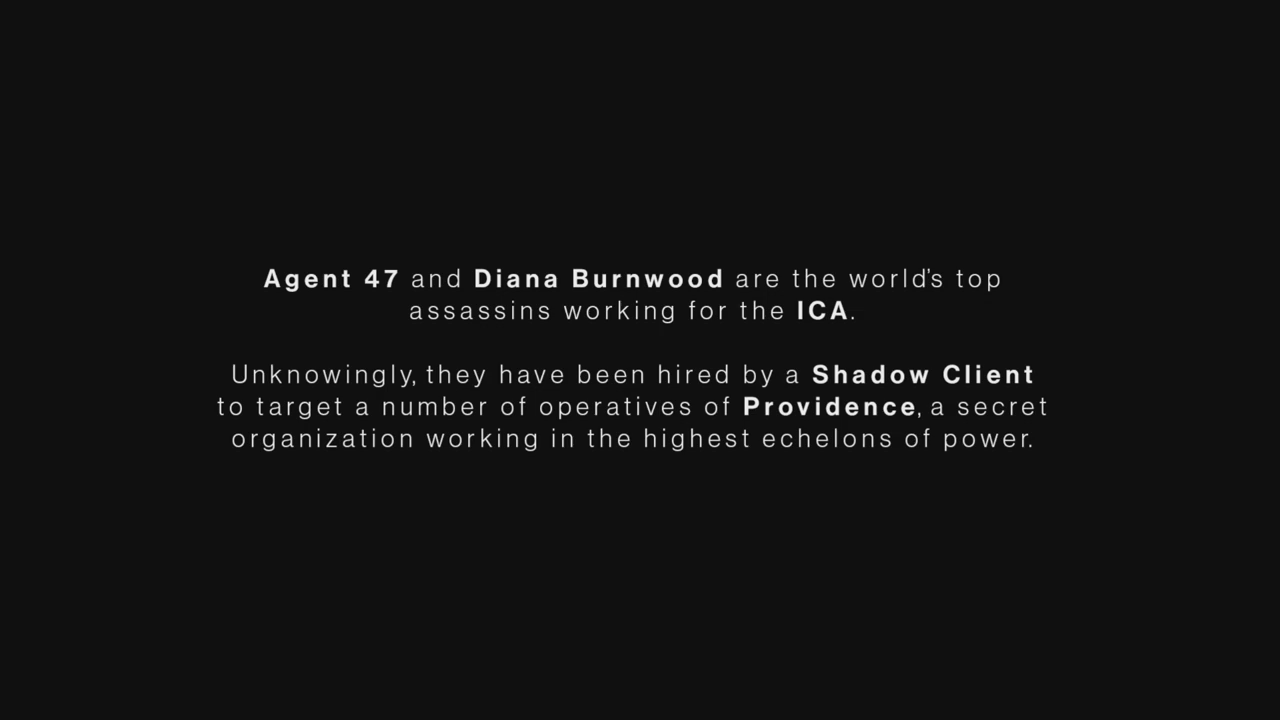 Agent 47 and Diana Burnwood are the world's top
assassins working for the ICA.
Unknowingly, they have been hired by a Shadow Client
to target a number of operatives of Providence, a secret
organization working in the highest echelons of power.